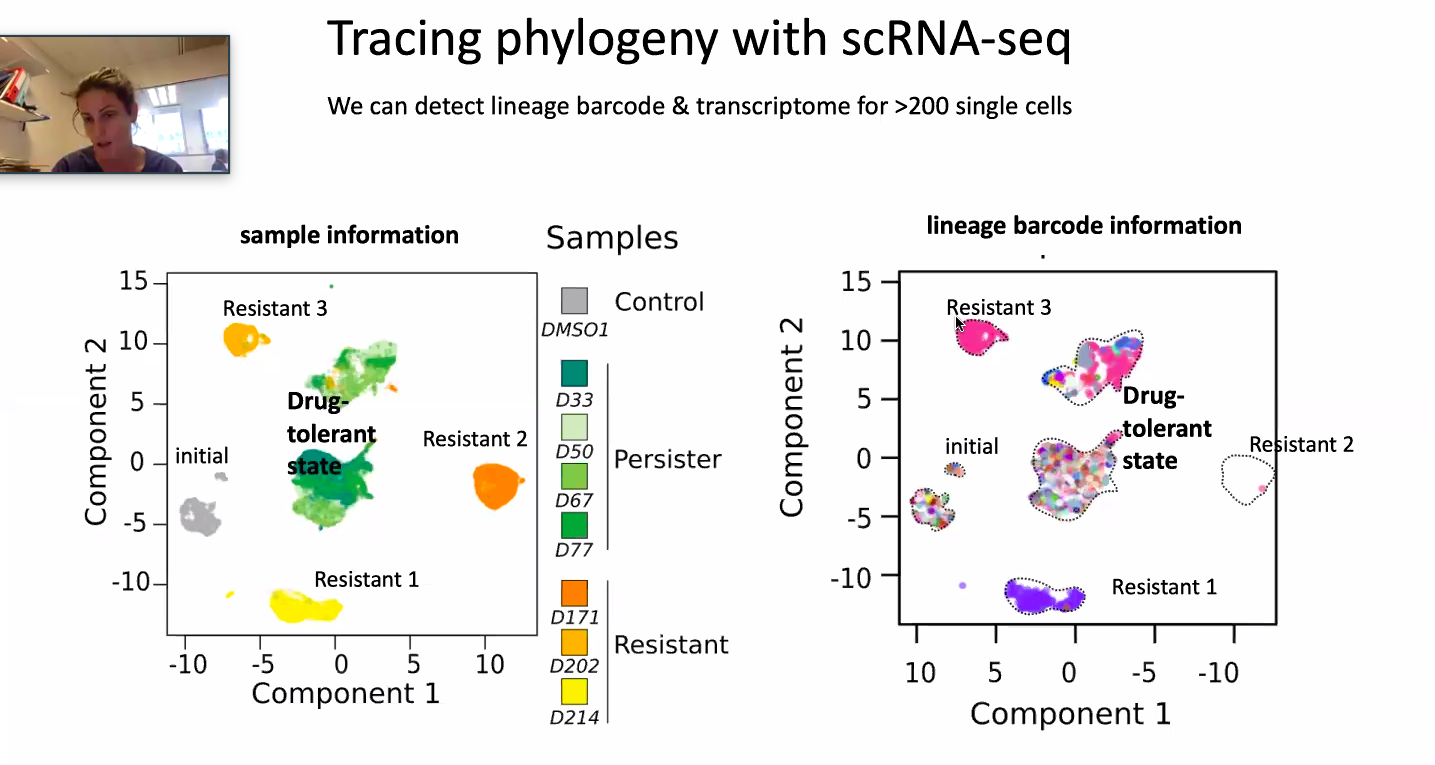 Tracing phylogeny with scRNA-seq
We can detect lineage barcode & transcriptome for >200 single cells
sample information
Samples
15
10
5
0
-5
-10
Component 2
Resistant 3
Drug-
tolerant
state
initial
Resistant 2
Resistant 1
-10 -5 0 5 10
Component 1
Control
DMSO1
D33
D50
D67
D77
Persister
D171
D202
D214
Resistant
lineage barcode information
15
10
5
0
-5
-10
Component 2
Resistant 3
Drug-
tolerant
state
initial
Resistant 2
Resistant 1
10 5 0 -5 -10
Component 1